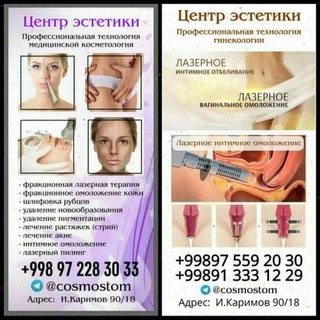 Центр эстетики
Профессиональная технология
медицинской косметология
- фракционная лазерная терапия
- фракционное омоложение кожи
- шлифовка рубцов
- удаление новообразования
- удаление пигментации
- лечение растяжек (стрий)
- лечение акне
- интимное омоложение
- лазерный пилинг
+998 97 228 30 33
@cosmostom
Адрес: И.Каримов 90/18
Центр эстетики
Профессиональная технология
гинекологии
ЛАЗЕРНОЕ
ИНТИМНОЕ ОТБЕЛИВАНИЕ
ЛАЗЕРНОЕ
ВАГИНАЛЬНОЕ ОМОЛОЖЕНИЕ
Лазерное интимное омоложение
+99897 559 20 30
+99891 333 12 29
@cosmostom
Адрес: И.Каримов 90/18